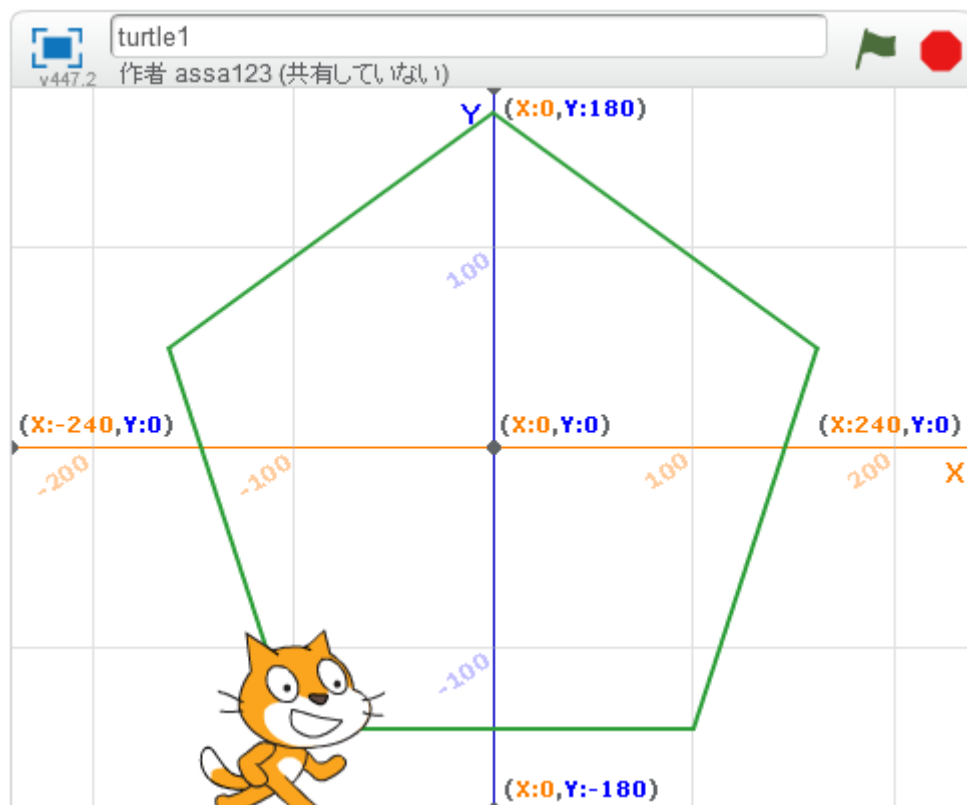 turtle1
v447.2
作者 assa123 (共有していない)
Y
(X:0,Y:180)
100
(X:-240,Y:0)
(X:0,Y:0)
(X:240,Y:0)
-200
-100
100
200
X
-100
(X:0,Y:-180)